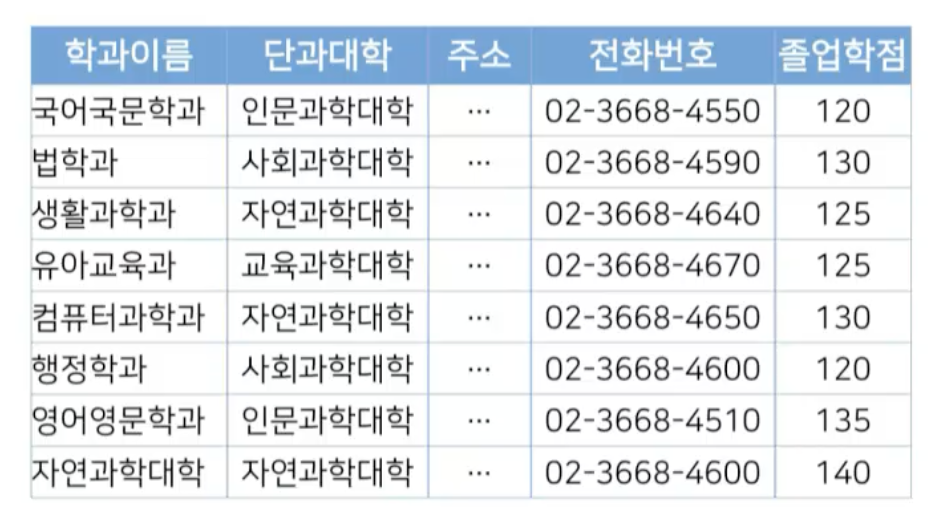 학과이름 단과대학 주소 전화번호 졸업학점
국어국문학과 인문과학대학 … 02-3668-4550 120
법학과 사회과학대학 … 02-3668-4590 130
생활과학과 자연과학대학 … 02-3668-4640 125
유아교육과 교육과학대학 … 02-3668-4670 125
컴퓨터과학과 자연과학대학 … 02-3668-4650 130
행정학과 사회과학대학 … 02-3668-4600 120
영어영문학과 인문과학대학 … 02-3668-4510 135
자연과학대학 자연과학대학 … 02-3668-4600 140